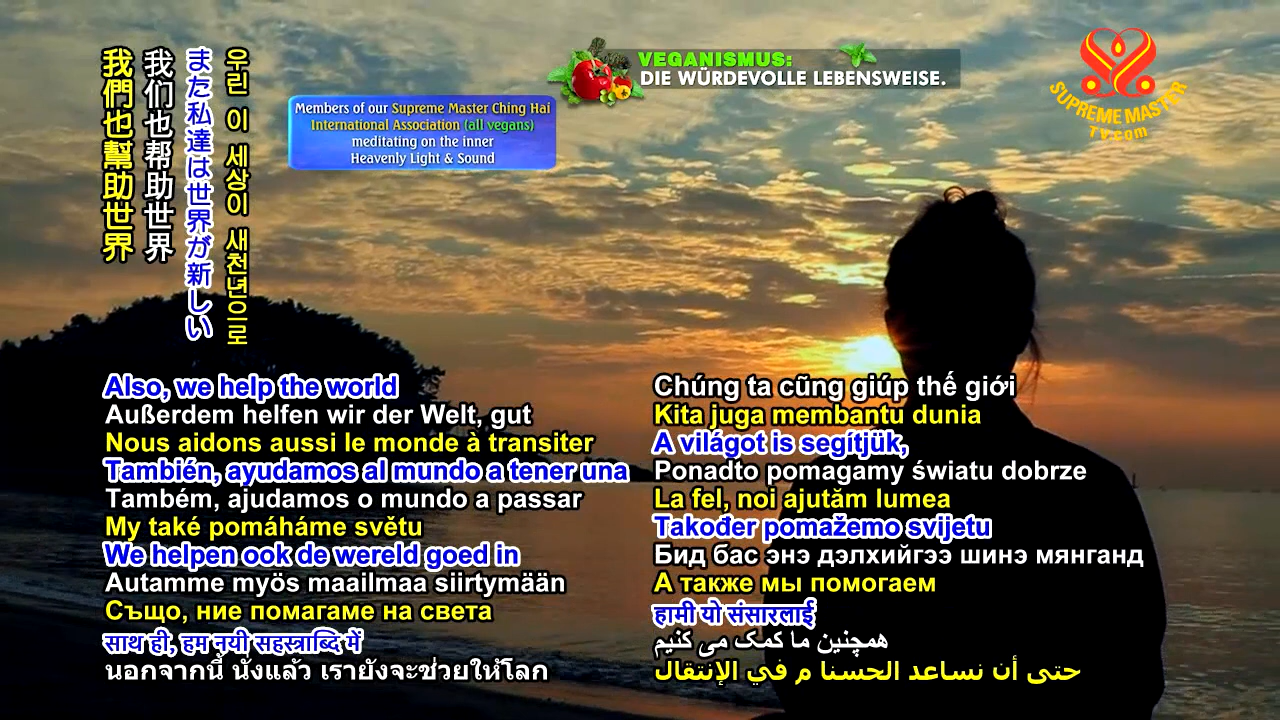 我們也幫助世界
我们也帮助世界
また私達は世界が新しい
우린 이 세상이 새천년으로
VEGANISMUS:
DIE WÜRDEVOLLE LEBENSWEISE.
SUPREME MASTER
TV.com
Members of our Supreme Master Ching Hai
International Association (all vegans)
meditating on the inner
Heavenly Light & Sound
Also, we help the world
Außerdem helfen wir der Welt, gut
Nous aidons aussi le monde à transiter
También, ayudamos al mundo a tener una
Também, ajudamos o mundo a passar
My také pomáháme světu
We helpen ook de wereld goed in
Autamme myös maailmaa siirtymään
Също, ние помагаме на света
साथ ही, हम नयी सहस्त्राब्दि में
นอกจากนี้ นั่งแล้ว เรายังจะช่วยให้โลก
Chúng ta cũng giúp thế giới
Kita juga membantu dunia
A világot is segítjük,
Ponadto pomagamy światu dobrze
La fel, noi ajutăm lumea
Također pomažemo svijetu
Бид бас энэ дэлхийгээ шинэ мянганд
А также мы помогаем
हामी यो संसारलाई
همچنین ما کمک می کنیم
حتى أن نساعد الحسنا م في الإنتقال